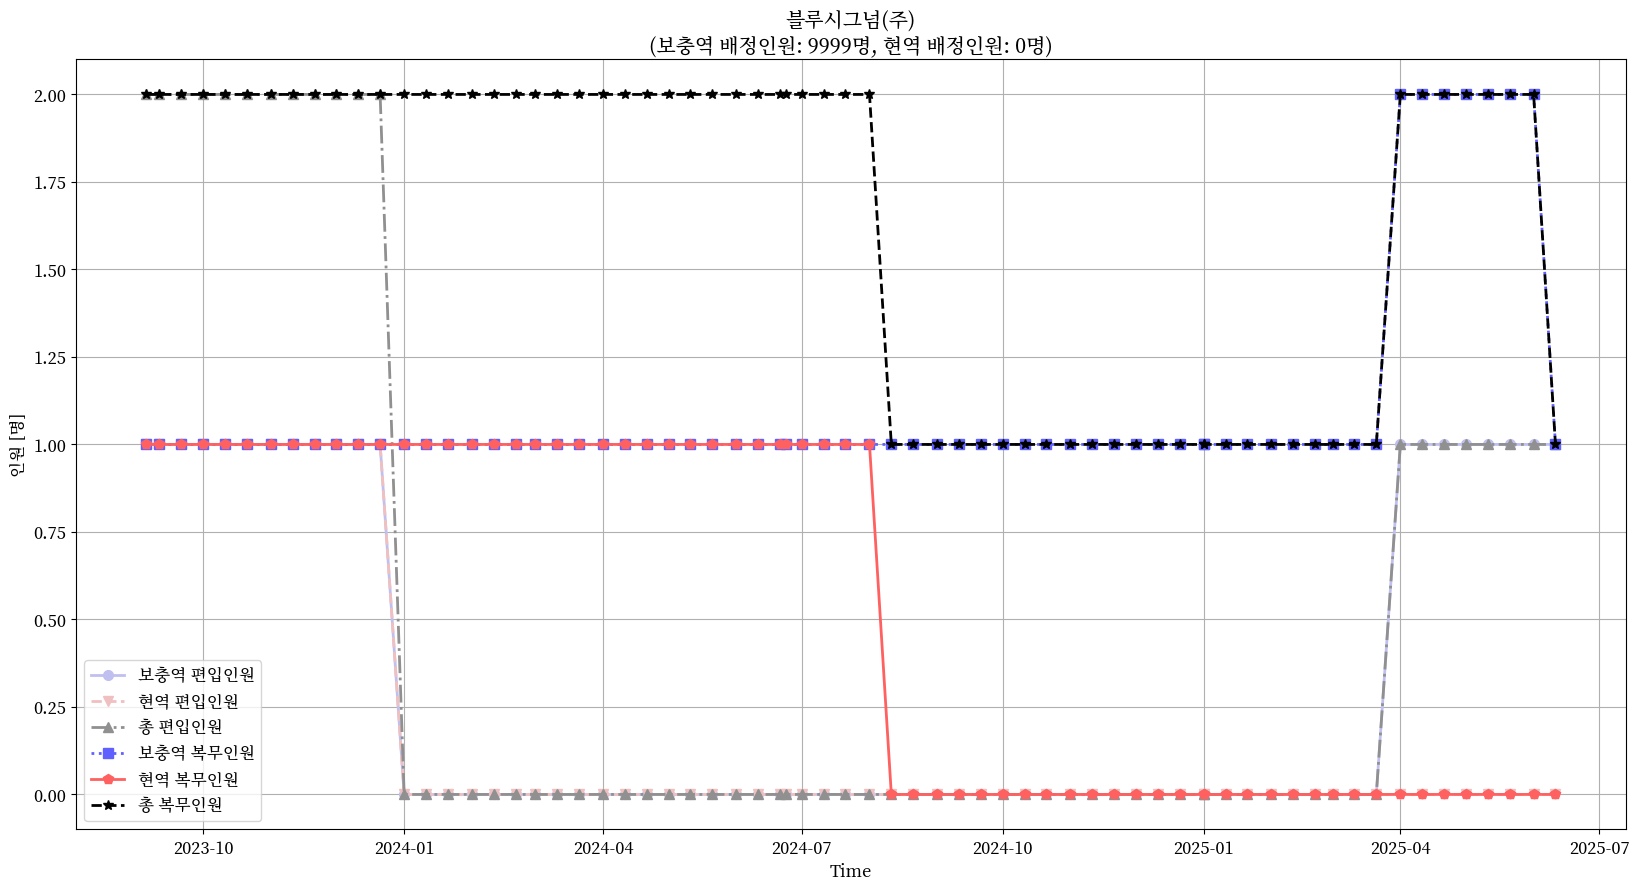 블루시그넘(주)
(보충역 배정인원: 9999명, 현역 배정인원: 0명)
2.00
1.75
1.50
1.25
1.00
0.75
0.50
0.25
0.00
인원 [명]
보충역 편입인원
현역 편입인원
총 편입인원
보충역 복무인원
현역 복무인원
총 복무인원
2023-10 2024-01 2024-04 2024-07 2024-10 2025-01 2025-04 2025-07
Time